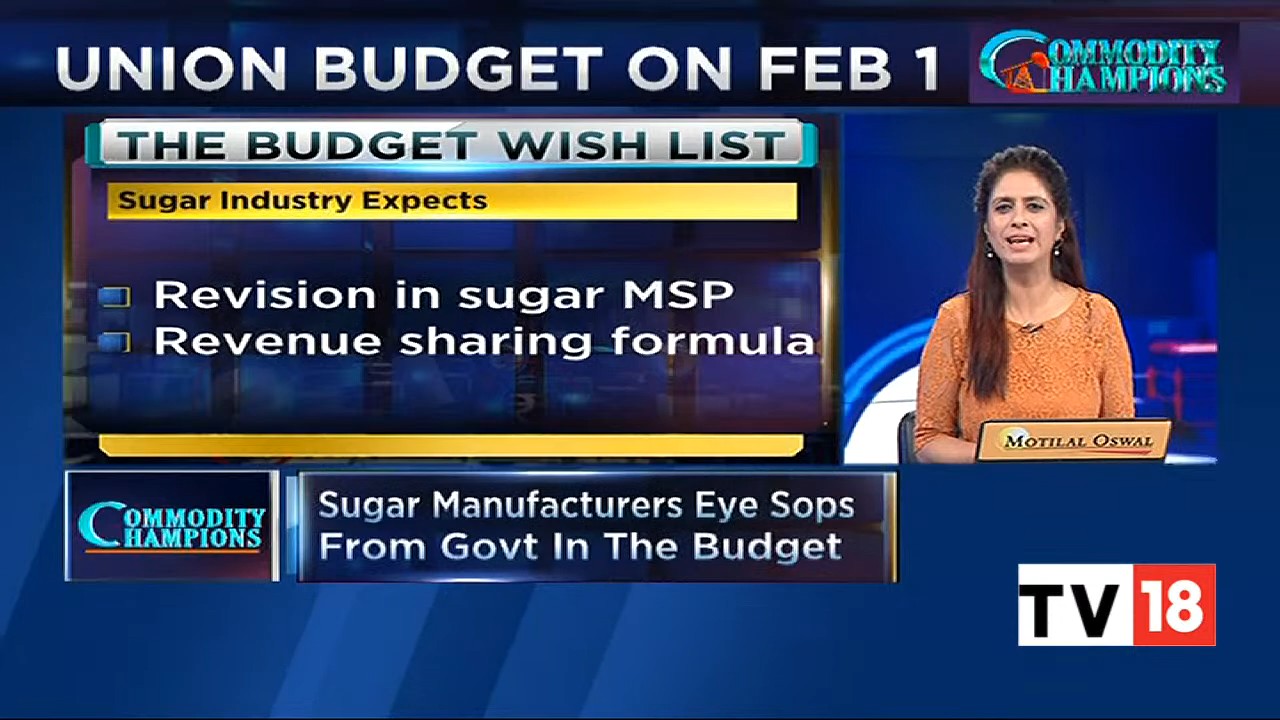 UNION BUDGET ON FEB 1
COMMODITY
CHAMPIONS
THE BUDGET WISH LIST
Sugar Industry Expects
Revision in sugar MSP
Revenue sharing formula
MOTILAL OSWAL
COMMODITY
CHAMPIONS
Sugar Manufacturers Eye Sops
From Govt In The Budget
TV18